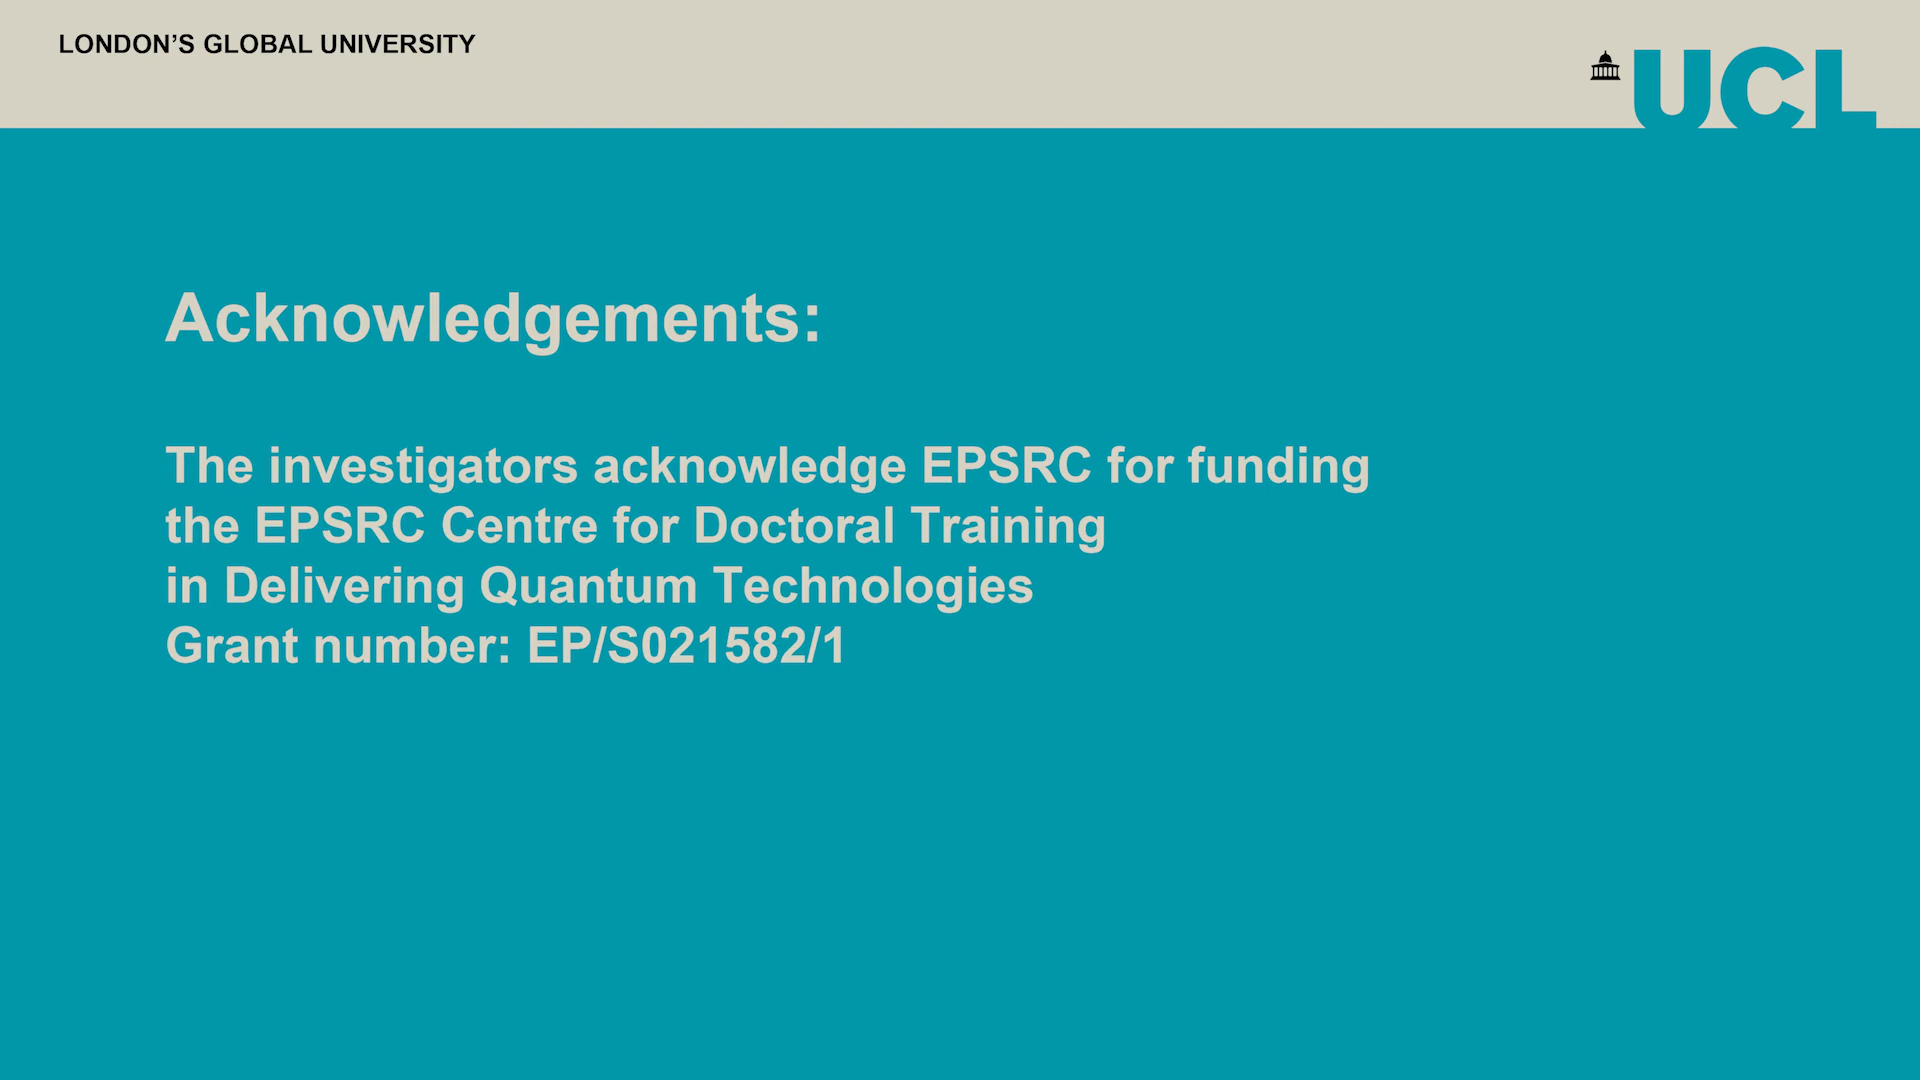 LONDON’S GLOBAL UNIVERSITY
UCL
Acknowledgements:
The investigators acknowledge EPSRC for funding
the EPSRC Centre for Doctoral Training
in Delivering Quantum Technologies
Grant number: EP/S021582/1